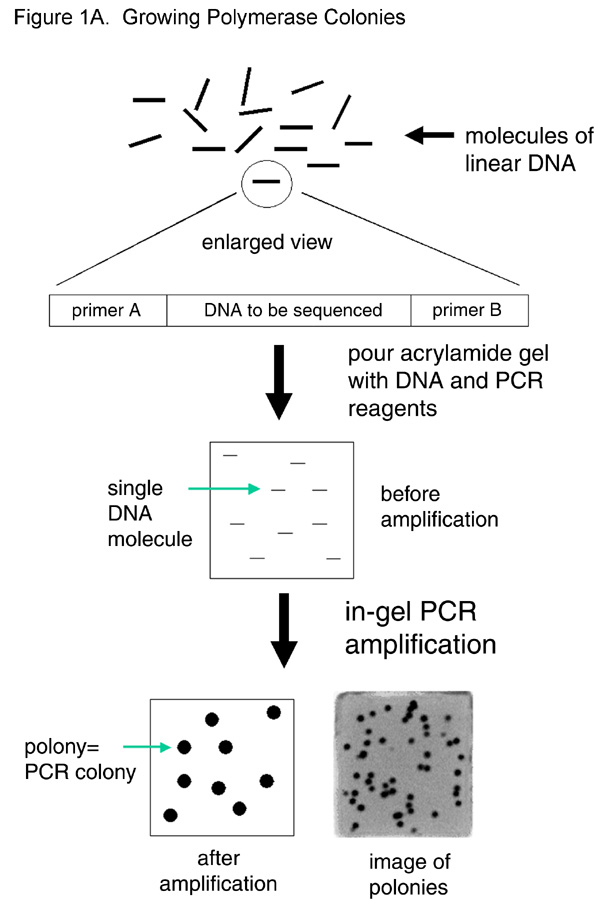 Figure 1A.  Growing Polymerase Colonies
molecules of
linear DNA
enlarged view
primer A
DNA to be sequenced
primer B
pour acrylamide gel
with DNA and PCR
reagents
single
DNA
molecule
before
amplification
in-gel PCR
amplification
polony=
PCR colony
after
amplification
image of
polonies